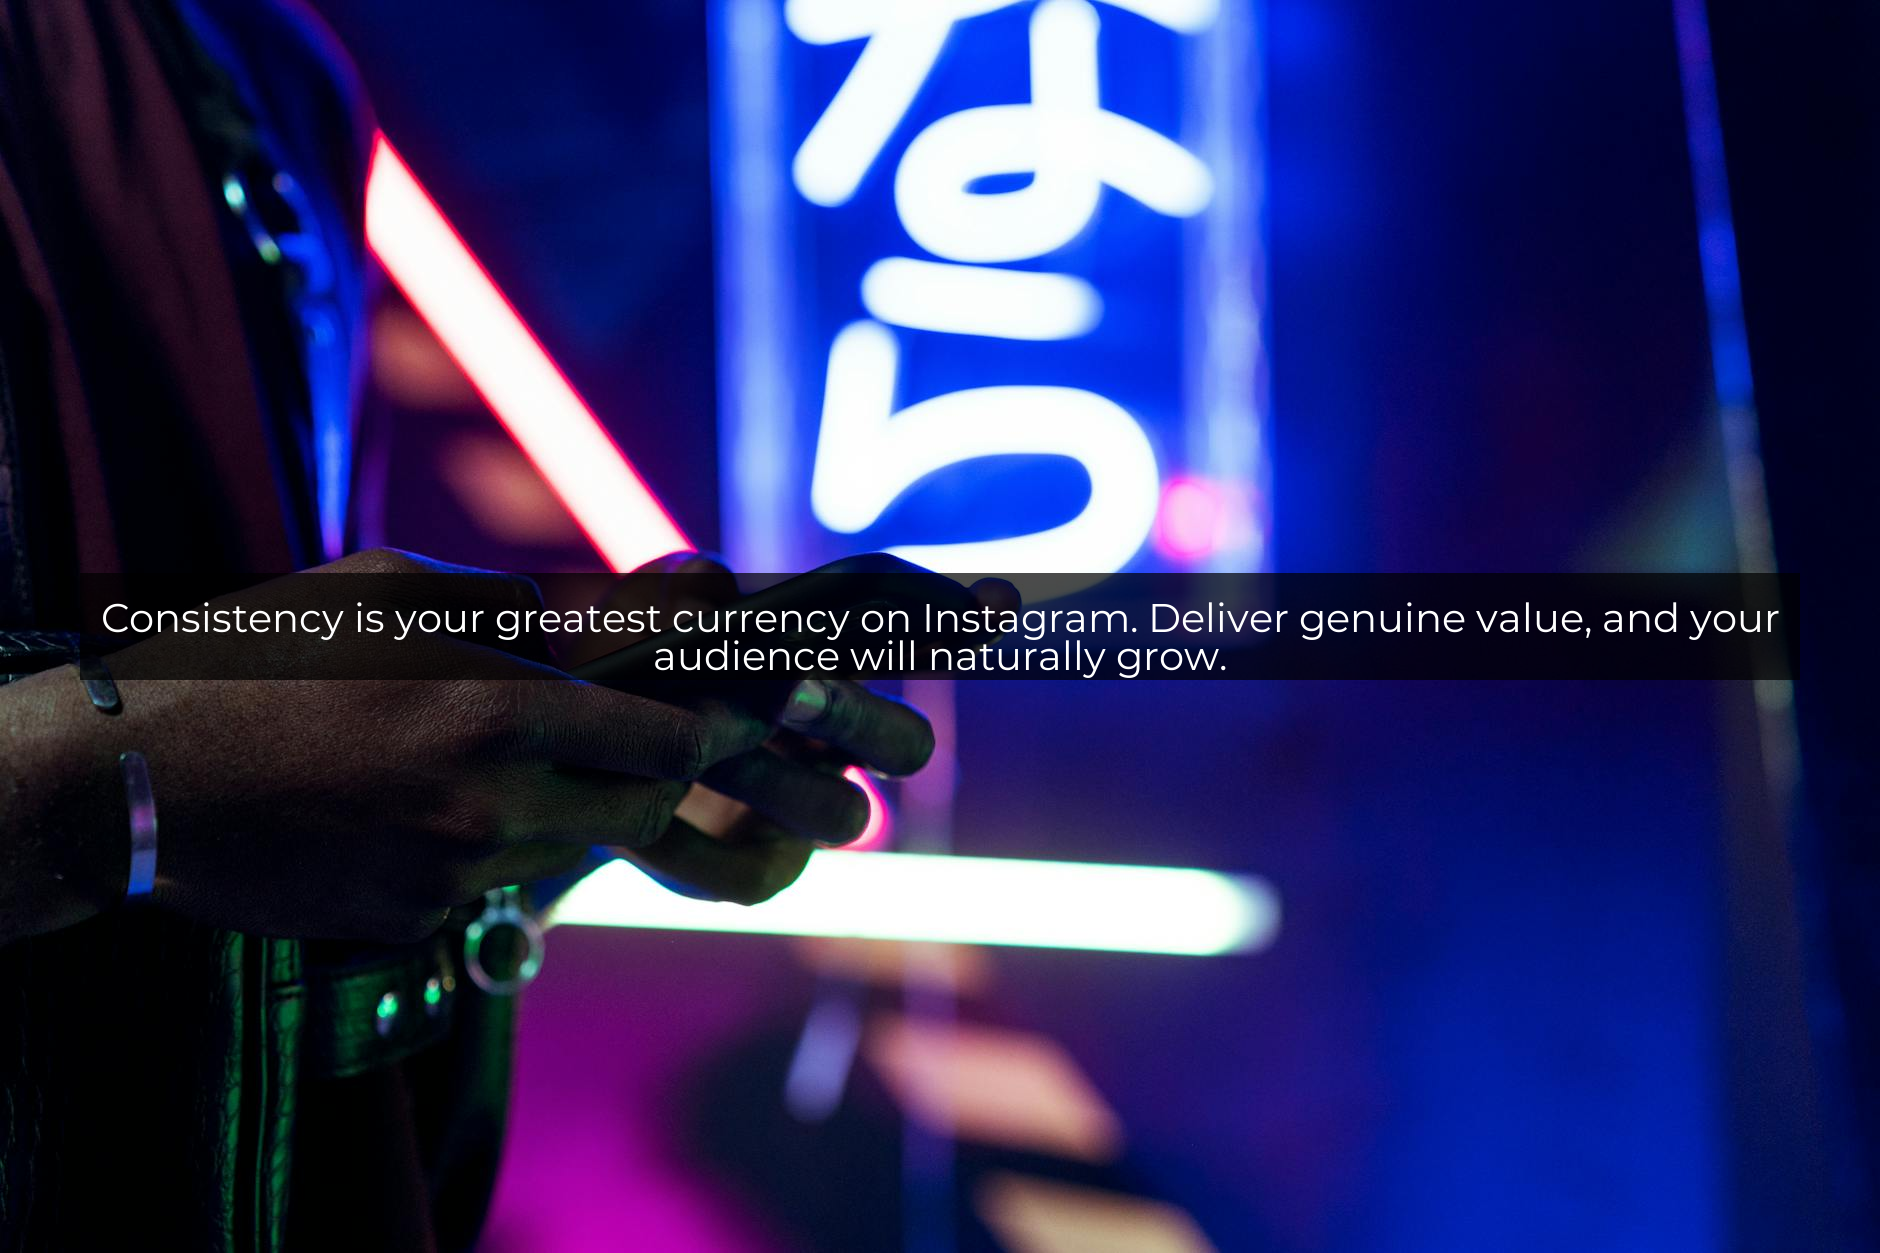 な
ら
Consistency is your greatest currency on Instagram. Deliver genuine value, and your
audience will naturally grow.